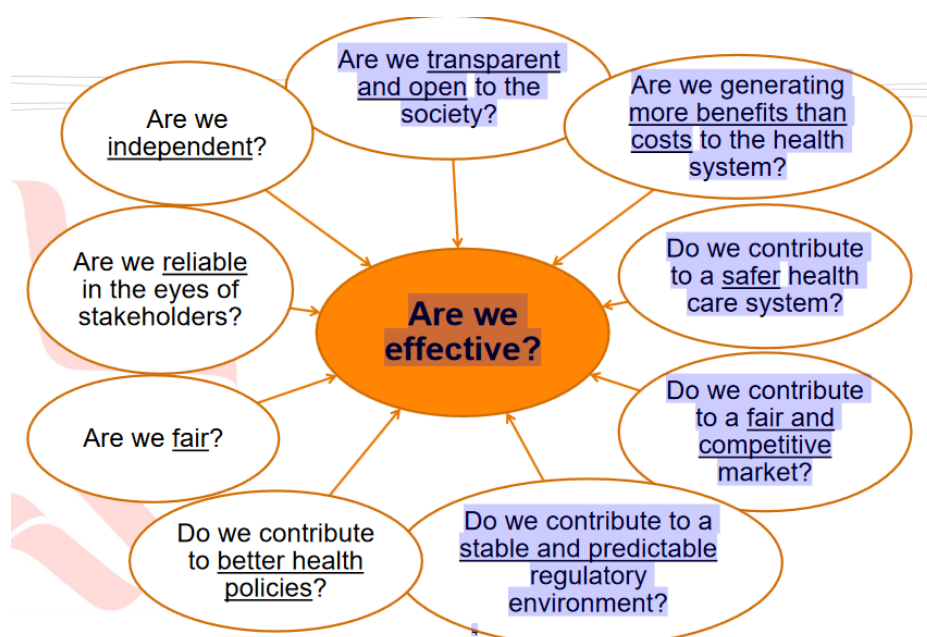 Are we transparent
and open to the
society?
Are we generating
more benefits than
costs to the health
system?
Are we
independent?
Do we contribute
to a safer health
care system?
Are we reliable
in the eyes of
stakeholders?
Are we
effective?
Do we contribute
to a fair and
competitive
market?
Are we fair?
Do we contribute
to better health
policies?
Do we contribute to a
stable and predictable
regulatory
environment?